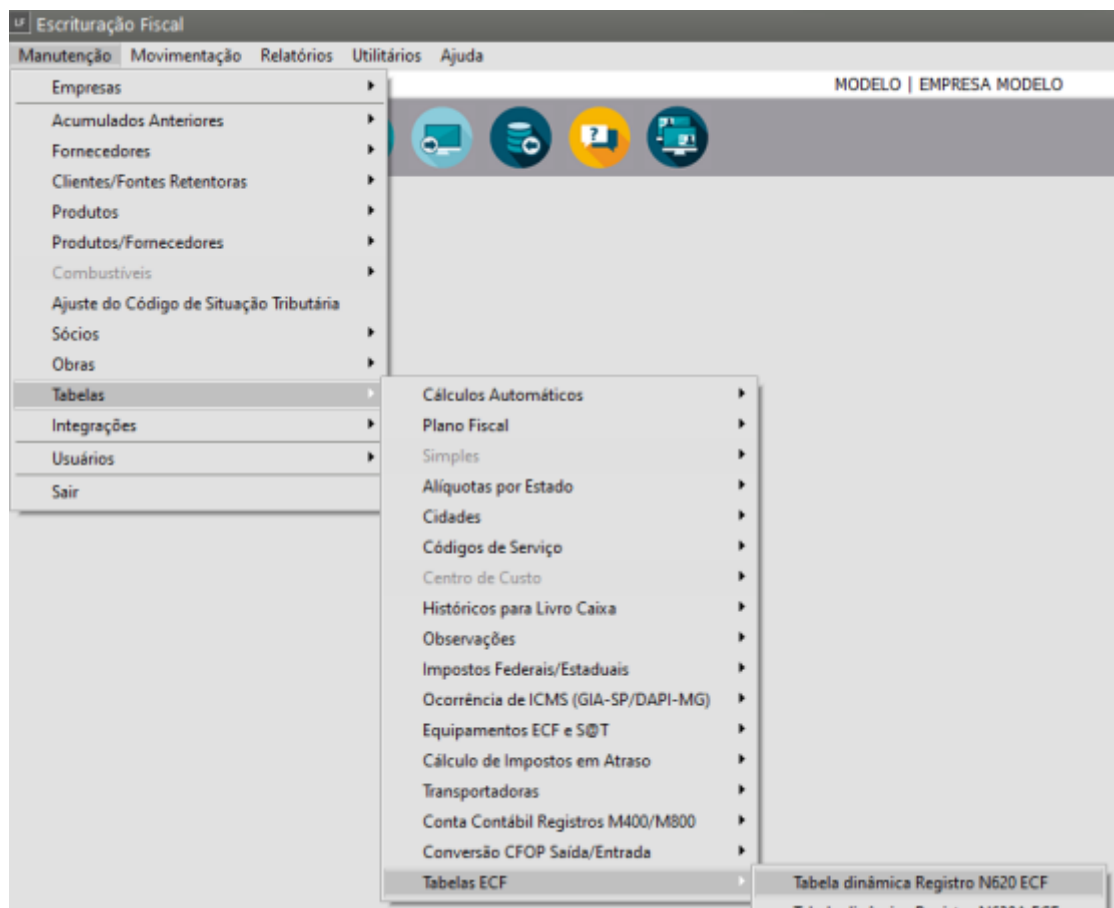 LF Escrituração Fiscal
Manutenção Movimentação Relatórios Utilitários Ajuda
MODELO | EMPRESA MODELO
Empresas
Acumulados Anteriores
Fornecedores
Clientes/Fontes Retentoras
Produtos
Produtos/Fornecedores
Combustíveis
Ajuste do Código de Situação Tributária
Sócios
Obras
Tabelas
Integrações
Usuários
Sair
Cálculos Automáticos
Plano Fiscal
Simples
Alíquotas por Estado
Cidades
Códigos de Serviço
Centro de Custo
Históricos para Livro Caixa
Observações
Impostos Federais/Estaduais
Ocorrência de ICMS (GIA-SP/DAPI-MG)
Equipamentos ECF e S@T
Cálculo de Impostos em Atraso
Transportadoras
Conta Contábil Registros M400/M800
Conversão CFOP Saída/Entrada
Tabelas ECF
Tabela dinâmica Registro N620 ECF